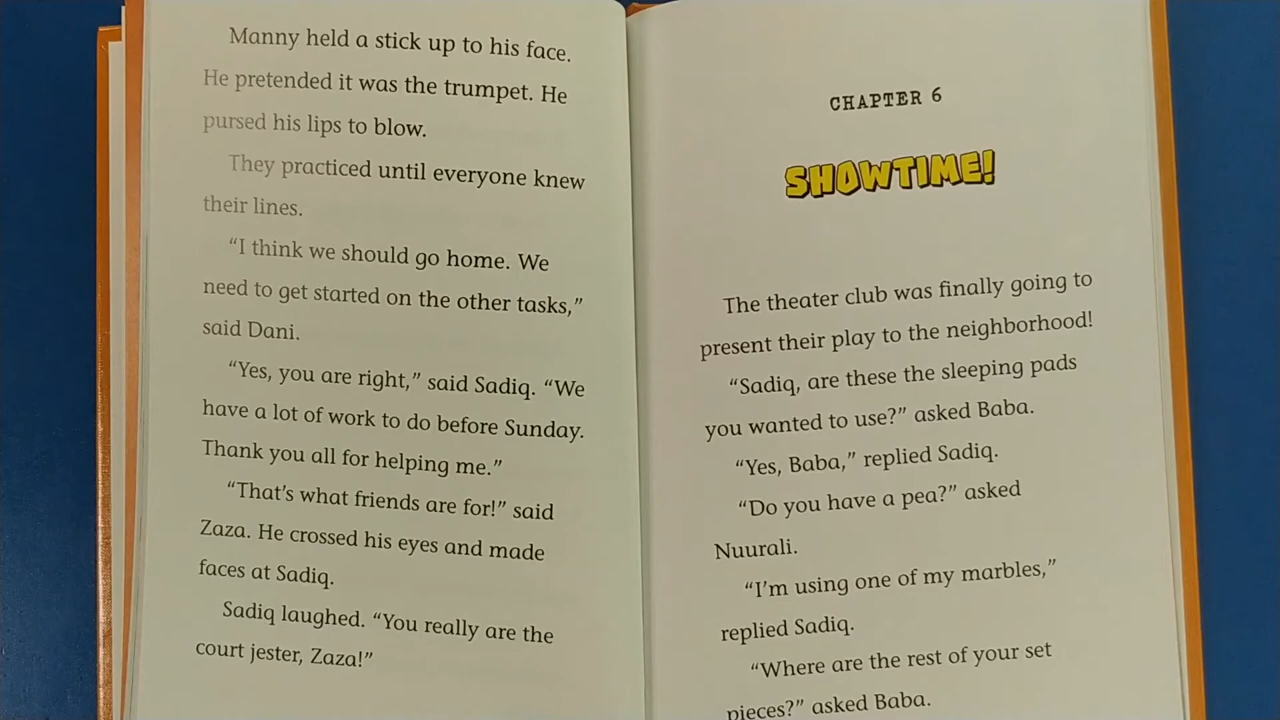 Manny held a stick up to his face.
He pretended it was the trumpet. He
pursed his lips to blow.
They practiced until everyone knew
their lines.
“I think we should go home. We
need to get started on the other tasks,”
said Dani.
“Yes, you are right,” said Sadiq. “We
have a lot of work to do before Sunday.
Thank you all for helping me.”
“That’s what friends are for!” said
Zaza. He crossed his eyes and made
faces at Sadiq.
Sadiq laughed. “You really are the
court jester, Zaza!”
CHAPTER 6
SHOWTIME!
The theater club was finally going to
present their play to the neighborhood!
“Sadiq, are these the sleeping pads
you wanted to use?” asked Baba.
“Yes, Baba,” replied Sadiq.
“Do you have a pea?” asked
Nuurali.
“I’m using one of my marbles,”
replied Sadiq.
“Where are the rest of your set
pieces?” asked Baba.